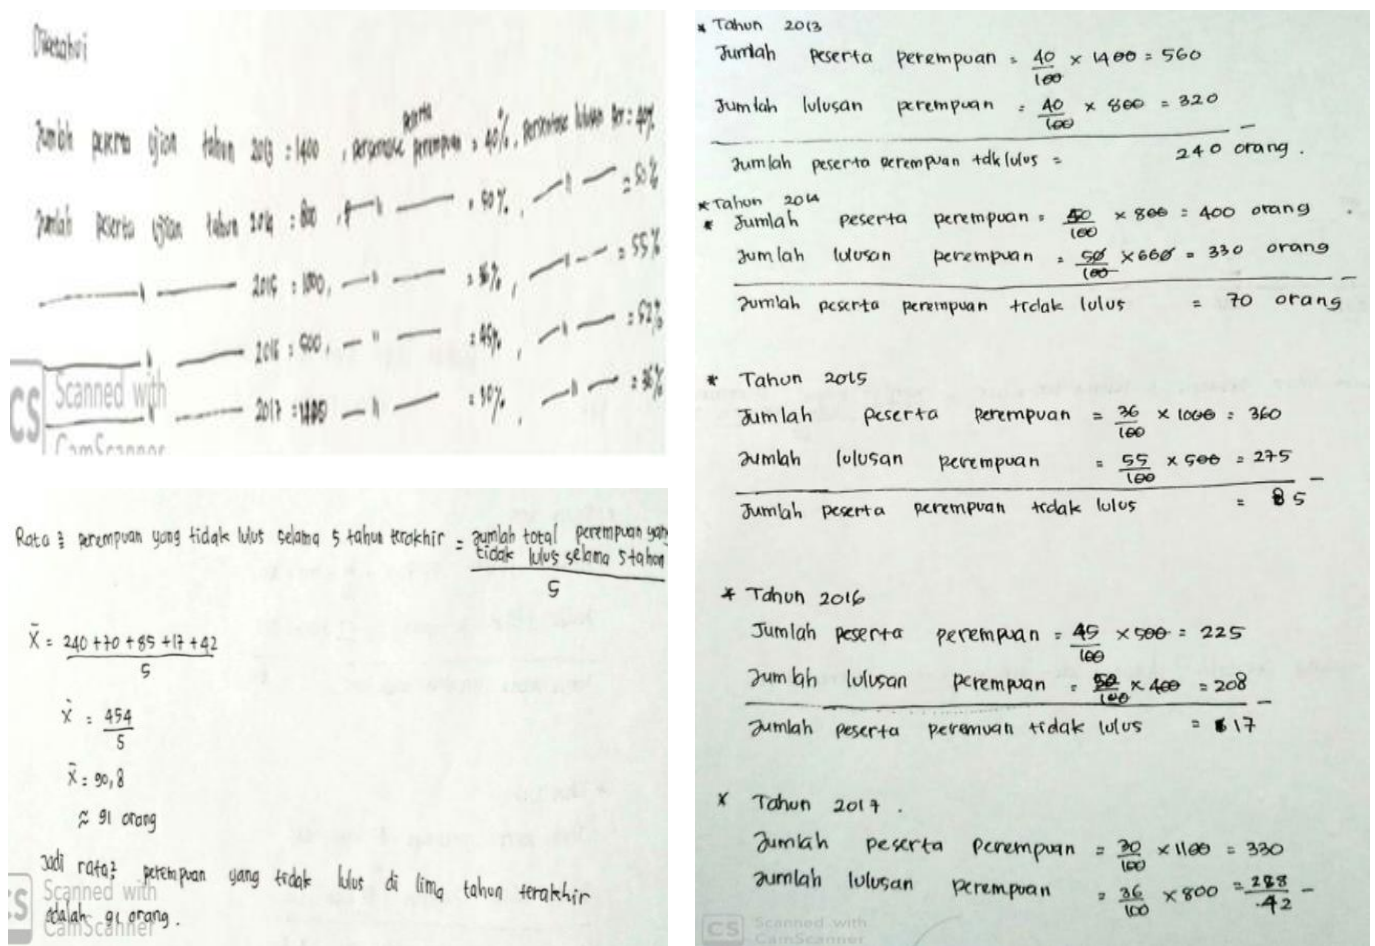 Diketahui
Jumlah peserta ujian tahun 2013 = 1400 , persentase peserta perempuan = 40%, persentase lulusan Per = 40%
Jumlah Peserta ujian tahun 2014 = 800 , — " — = 50%, — " — = 50%
— " — 2015 = 1000, — " — = 36%, — " — = 55%
— " — 2016 = 500, — " — = 45%, — " — = 52%
— " — 2017 = 1100 — " — = 30%, — " — = 36%
CS Scanned with
CamScanner
Rata 2 perempuan yang tidak lulus selama 5 tahun terakhir = Jumlah total perempuan yang
tidak lulus selama 5 tahun
5
x̄ = 240 + 70 + 85 + 17 + 42
5
x̄ = 454
5
x̄ = 90,8
≈ 91 orang
Jadi rata2 perempuan yang tidak lulus di lima tahun terakhir
adalah 91 orang.
CS Scanned with
CamScanner
* Tahun 2013
Jumlah peserta perempuan = 40/100 × 1400 = 560
Jumlah lulusan perempuan = 40/100 × 800 = 320 –
Jumlah peserta perempuan tdk lulus = 240 orang.
* Tahun 2014
* Jumlah peserta perempuan = 50/100 × 800 = 400 orang
Jumlah lulusan perempuan = 50/100 × 660 = 330 orang –
Jumlah peserta perempuan tidak lulus = 70 orang
* Tahun 2015
Jumlah peserta Perempuan = 36/100 × 1000 = 360
Jumlah lulusan perempuan = 55/100 × 500 = 275 –
Jumlah peserta perempuan tidak lulus = 85
* Tahun 2016
Jumlah peserta perempuan = 45/100 × 500 = 225
Jumlah lulusan perempuan = 52/100 × 400 = 208 –
Jumlah peserta peremuan tidak lulus = 17
x Tahun 2017 .
Jumlah peserta Perempuan = 30/100 × 1100 = 330
Jumlah lulusan perempuan = 36/100 × 800 = 288 –
42
CS Scanned with
CamScanner